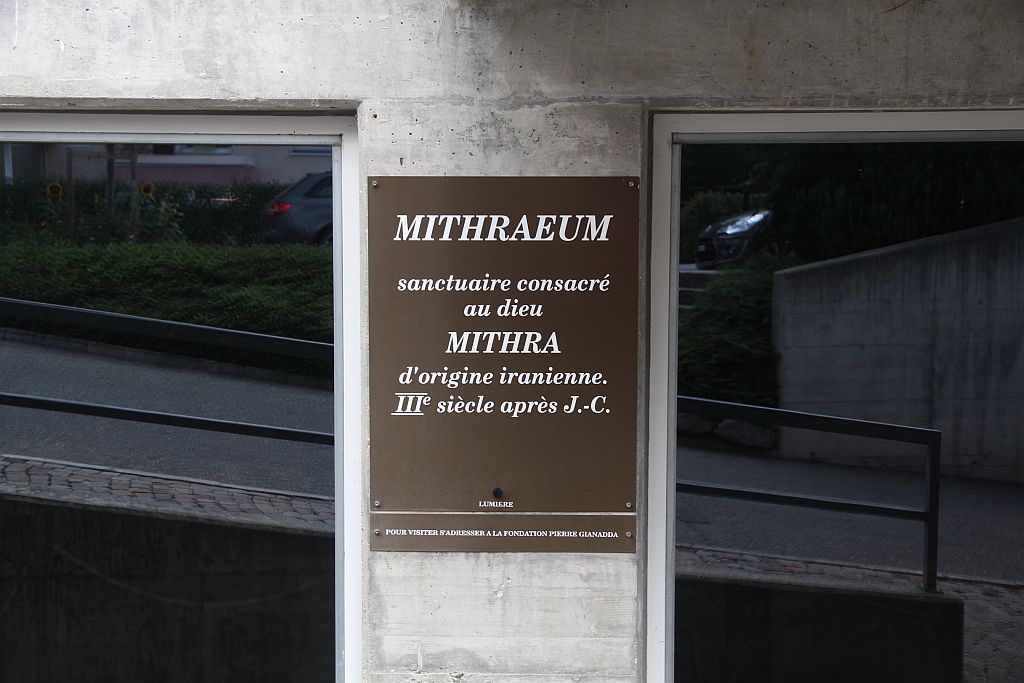 MITHRAEUM
sanctuaire consacré
au dieu
MITHRA
d'origine iranienne.
IIIe siècle après J.-C.
LUMIERE
POUR VISITER S'ADRESSER A LA FONDATION PIERRE GIANADDA